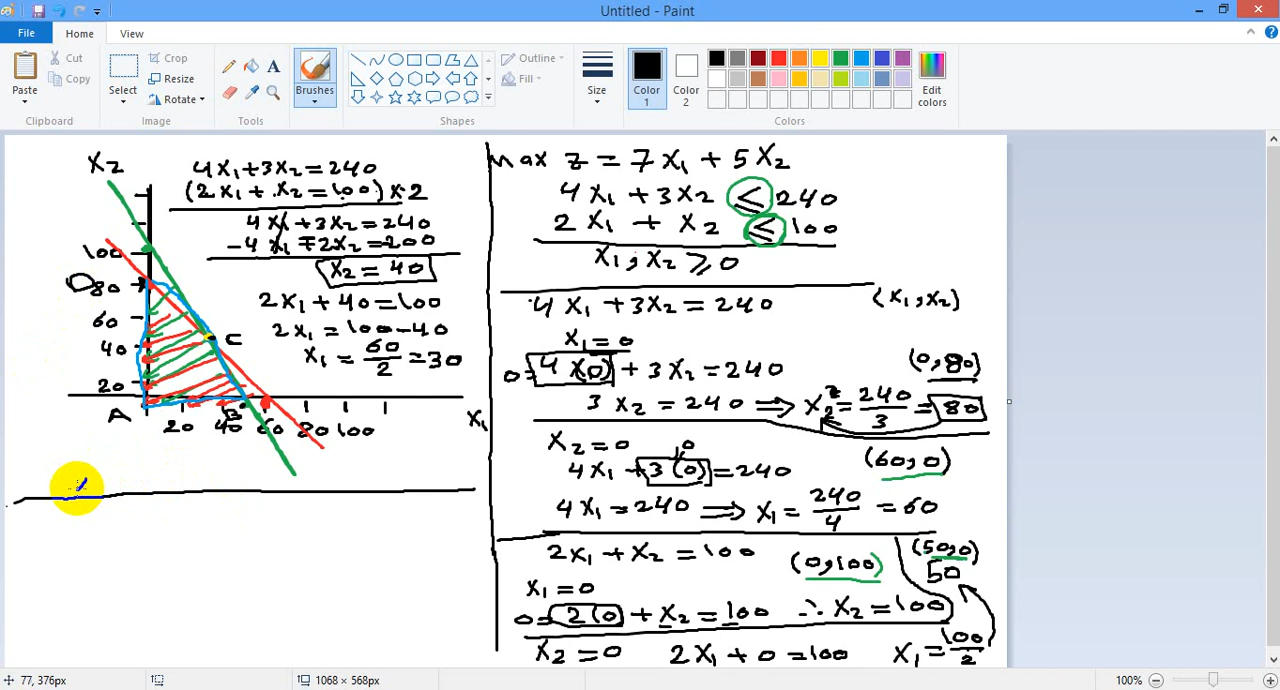 Untitled - Paint
File Home View
Paste Cut Copy
Clipboard
Select Crop Resize Rotate
Image
Tools
Brushes
Outline Fill
Shapes
Size
Color 1 Color 2
Edit colors
Colors
X2
4X1+3X2=240
(2X1+X2=100)x2
4X1+3X2=240
-4X1∓2X2=200
X2=40
2X1+40=100
2X1=100-40
X1=60/2=30
100
D 80
60
40
20
C
A B
20 40 60 80 100
X1
Max Z=7X1+5X2
4X1+3X2≤240
2X1+X2≤100
X1,X2≥0
4X1+3X2=240 (X1,X2)
X1=0
0=4X(0)+3X2=240 (0,80)
3X2=240⇒X2=240/3=80
X2=0 0 (60,0)
4X1+3(0)=240
4X1=240⇒X1=240/4=60
2X1+X2=100 (0,100) (50,0)
50
X1=0
0=2(0)+X2=100 ∴X2=100
X2=0 2X1+0=100 X1=100/2
77, 376px 1068 × 568px 100%